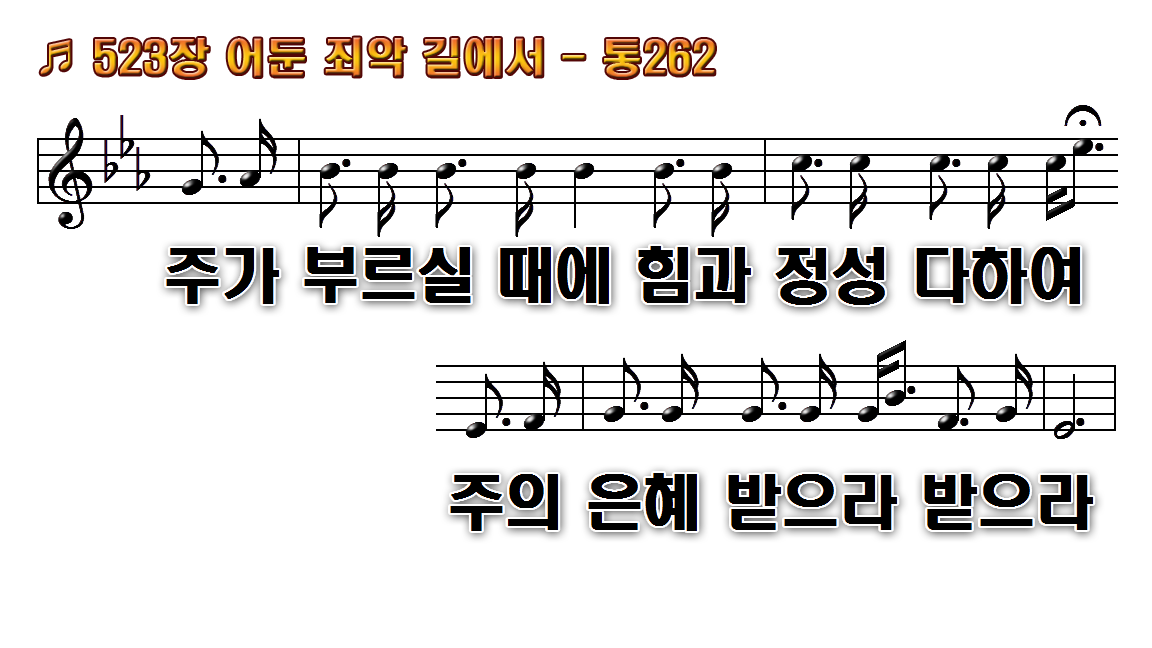 523장 어둔 죄악 길에서 - 통262
주가 부르실 때에 힘과 정성 다하여
주의 은혜 받으라 받으라